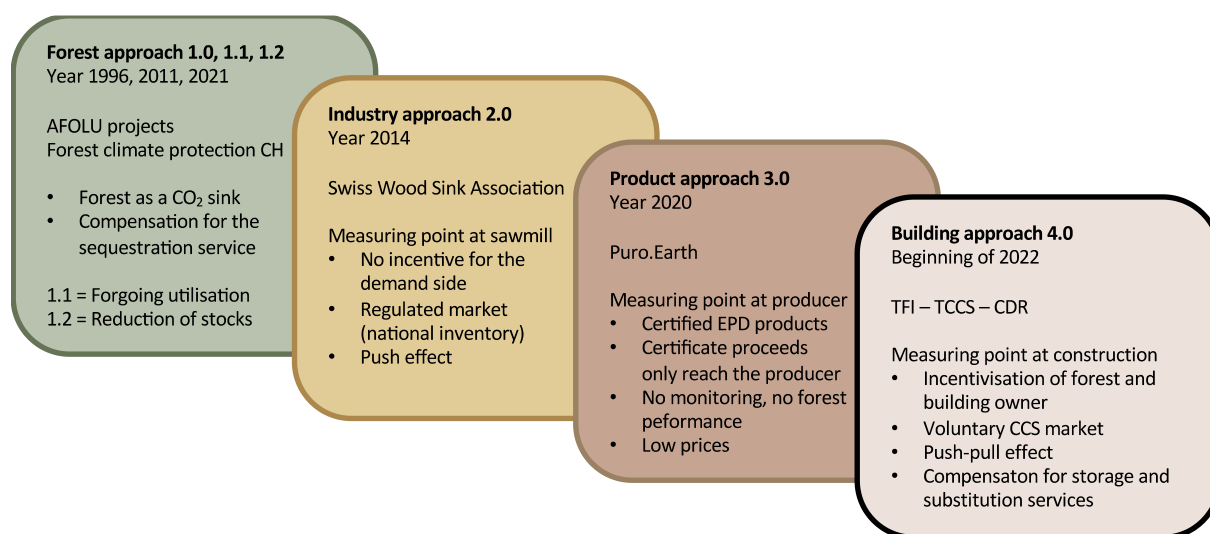 Forest approach 1.0, 1.1, 1.2
Year 1996, 2011, 2021
AFOLU projects
Forest climate protection CH
• Forest as a CO₂ sink
• Compensation for the
sequestration service
1.1 = Forgoing utilisation
1.2 = Reduction of stocks
Industry approach 2.0
Year 2014
Swiss Wood Sink Association
Measuring point at sawmill
• No incentive for the
demand side
• Regulated market
(national inventory)
• Push effect
Product approach 3.0
Year 2020
Puro.Earth
Measuring point at producer
• Certified EPD products
• Certificate proceeds
only reach the producer
• No monitoring, no forest
peformance
• Low prices
Building approach 4.0
Beginning of 2022
TFI – TCCS – CDR
Measuring point at construction
• Incentivisation of forest and
building owner
• Voluntary CCS market
• Push-pull effect
• Compensaton for storage and
substitution services